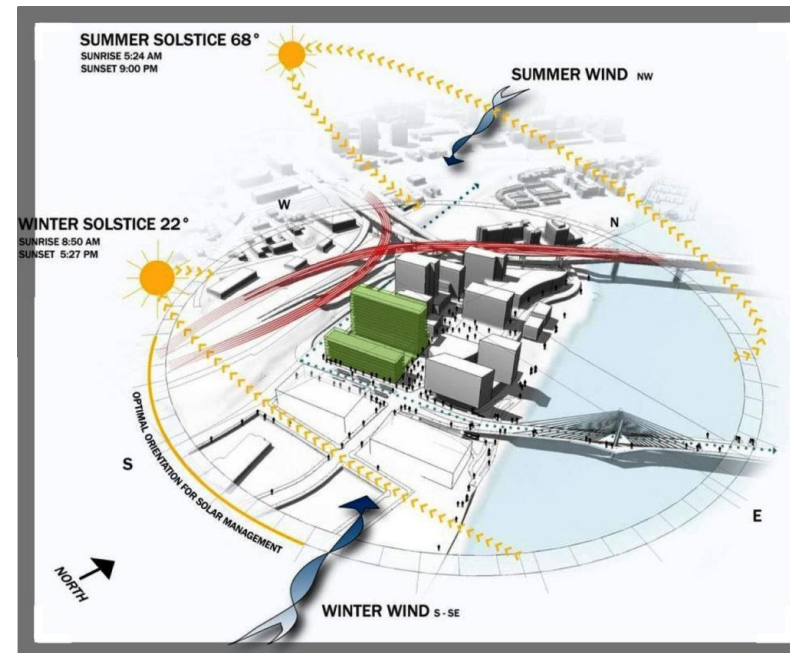 SUMMER SOLSTICE 68°
SUNRISE 5:24 AM
SUNSET 9:00 PM
SUMMER WIND NW
W
N
WINTER SOLSTICE 22°
SUNRISE 8:50 AM
SUNSET 5:27 PM
OPTIMAL ORIENTATION FOR SOLAR MANAGEMENT
S
E
NORTH
WINTER WIND S - SE